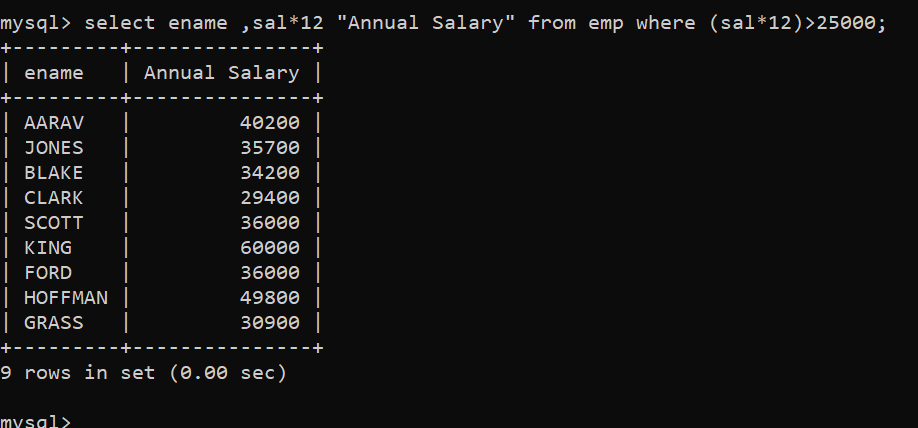 mysql> select ename ,sal*12 "Annual Salary" from emp where (sal*12)>25000;
+---------+---------------+
| ename   | Annual Salary |
+---------+---------------+
| AARAV   |         40200 |
| JONES   |         35700 |
| BLAKE   |         34200 |
| CLARK   |         29400 |
| SCOTT   |         36000 |
| KING    |         60000 |
| FORD    |         36000 |
| HOFFMAN |         49800 |
| GRASS   |         30900 |
+---------+---------------+
9 rows in set (0.00 sec)
mysql>